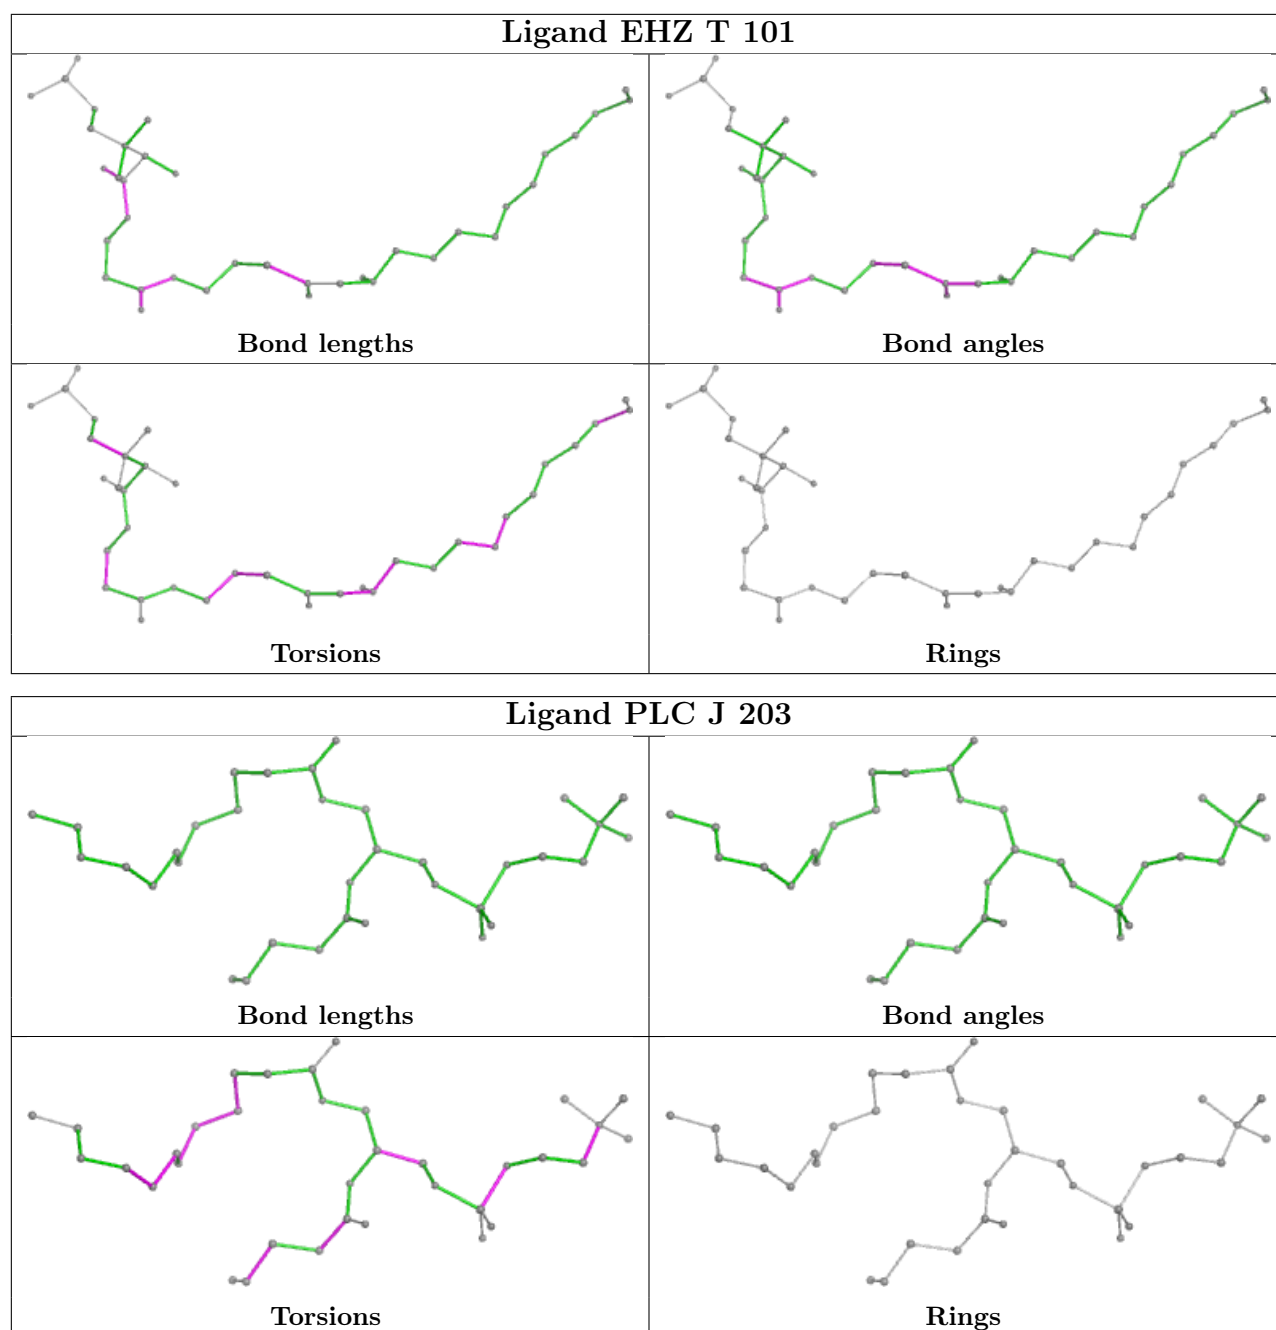 Ligand EHZ T 101
Bond lengths
Bond angles
Torsions
Rings
Ligand PLC J 203
Bond lengths
Bond angles
Torsions
Rings